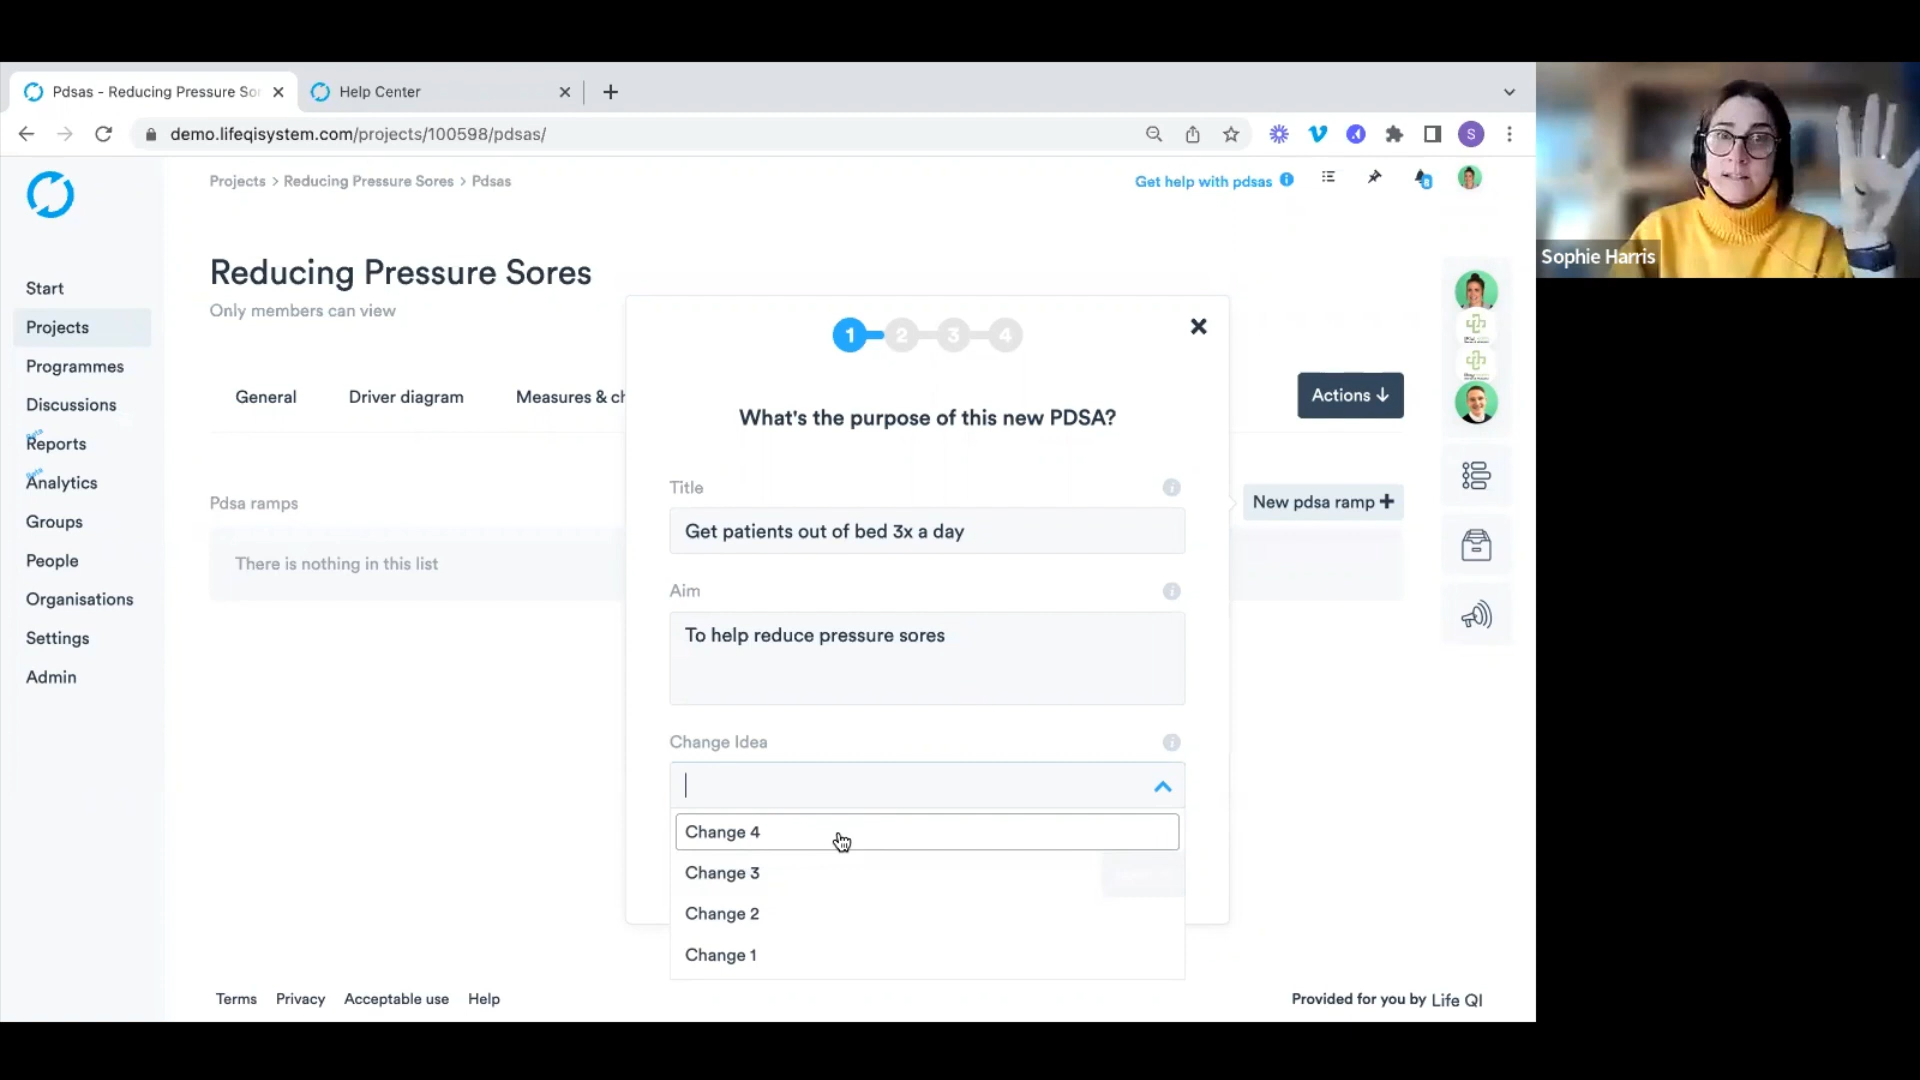 Pdsas - Reducing Pressure Sor
Help Center
demo.lifeqisystem.com/projects/100598/pdsas/
S
Projects > Reducing Pressure Sores > Pdsas
Get help with pdsas
8
Sophie Harris
Reducing Pressure Sores
Only members can view
Start
Projects
Programmes
Discussions
Beta
Reports
Beta
Analytics
Groups
People
Organisations
Settings
Admin
General
Driver diagram
Measures & ch
Actions
Pdsa ramps
New pdsa ramp
There is nothing in this list
1
2
3
4
What's the purpose of this new PDSA?
Title
Get patients out of bed 3x a day
Aim
To help reduce pressure sores
Change Idea
Change 4
Change 3
Change 2
Change 1
Terms
Privacy
Acceptable use
Help
Provided for you by Life QI